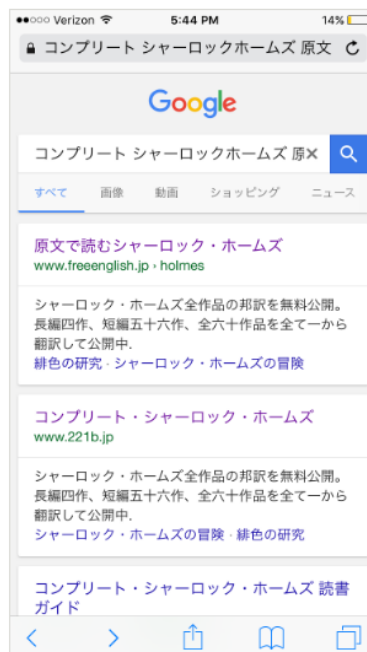 Verizon 5:44 PM 14%
コンプリート シャーロックホームズ 原文
Google
コンプリート シャーロックホームズ 原
すべて 画像 動画 ショッピング ニュース
原文で読むシャーロック・ホームズ
www.freeenglish.jp › holmes
シャーロック・ホームズ全作品の邦訳を無料公開。
長編四作、短編五十六作、全六十作品を全て一から
翻訳して公開中.
緋色の研究 · シャーロック・ホームズの冒険
コンプリート・シャーロック・ホームズ
www.221b.jp
シャーロック・ホームズ全作品の邦訳を無料公開。
長編四作、短編五十六作、全六十作品を全て一から
翻訳して公開中.
シャーロック・ホームズの冒険 · 緋色の研究
コンプリート・シャーロック・ホームズ 読書
ガイド